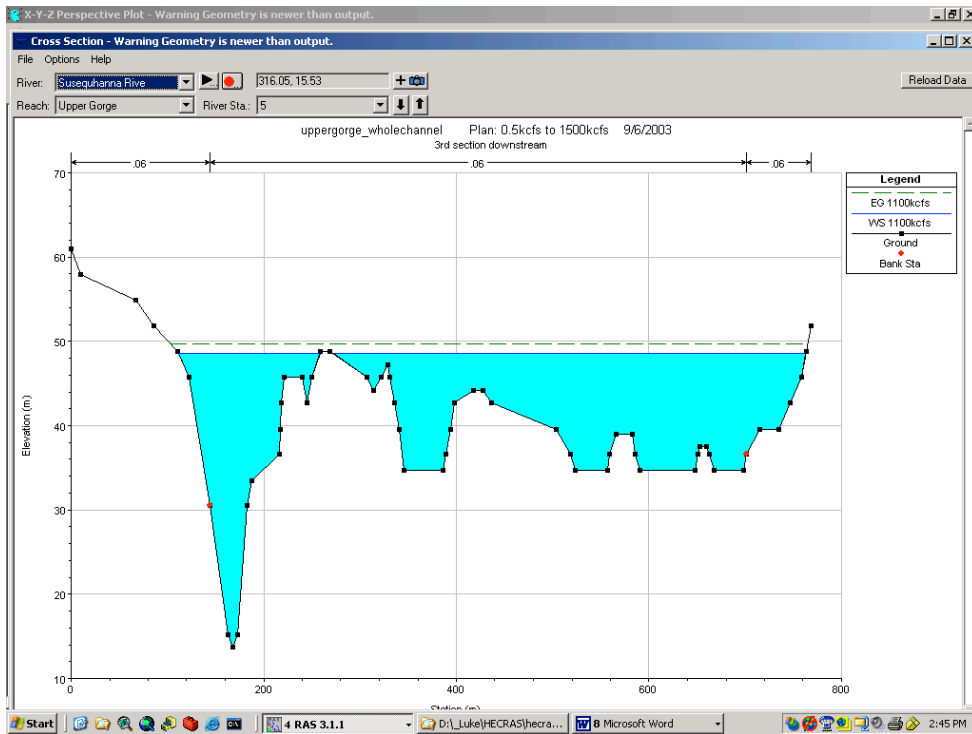 X-Y-Z Perspective Plot - Warning Geometry is newer than output.
Cross Section - Warning Geometry is newer than output.
File Options Help
River: Susequhanna Rive 316.05, 15.53 Reload Data
Reach: Upper Gorge River Sta.: 5
uppergorge_wholechannel Plan: 0.5kcfs to 1500kcfs 9/6/2003
3rd section downstream
.06 .06 .06
Legend
EG 1100kcfs
WS 1100kcfs
Ground
Bank Sta
Elevation (m)
70
60
50
40
30
20
10
0 200 400 600 800
Station (m)
Start 4 RAS 3.1.1 D:\_Luke\HECRAS\hecra... 8 Microsoft Word 2:45 PM